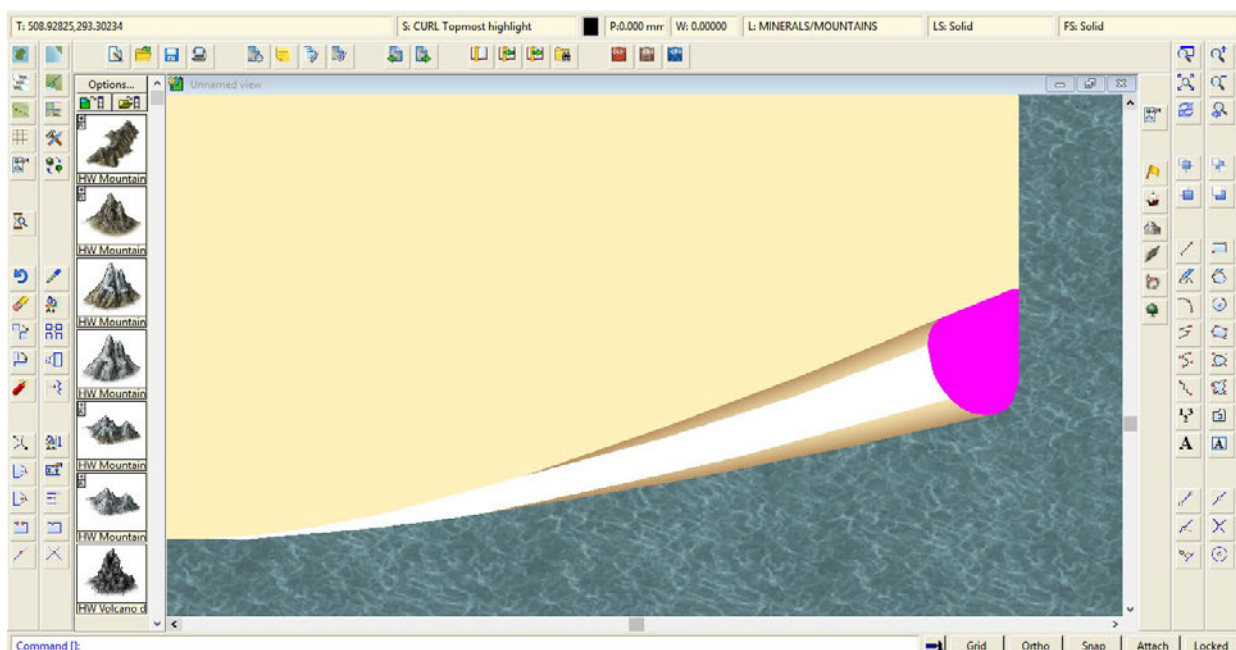 T: 508.92825,293.30234 S: CURL Topmost highlight P:0.000 mm W: 0.00000 L: MINERALS/MOUNTAINS LS: Solid FS: Solid
Options...
Unnamed view
HW Mountain
HW Mountain
HW Mountain
HW Mountain
HW Mountain
HW Mountain
HW Volcano d
Command []:
Grid Ortho Snap Attach Locked